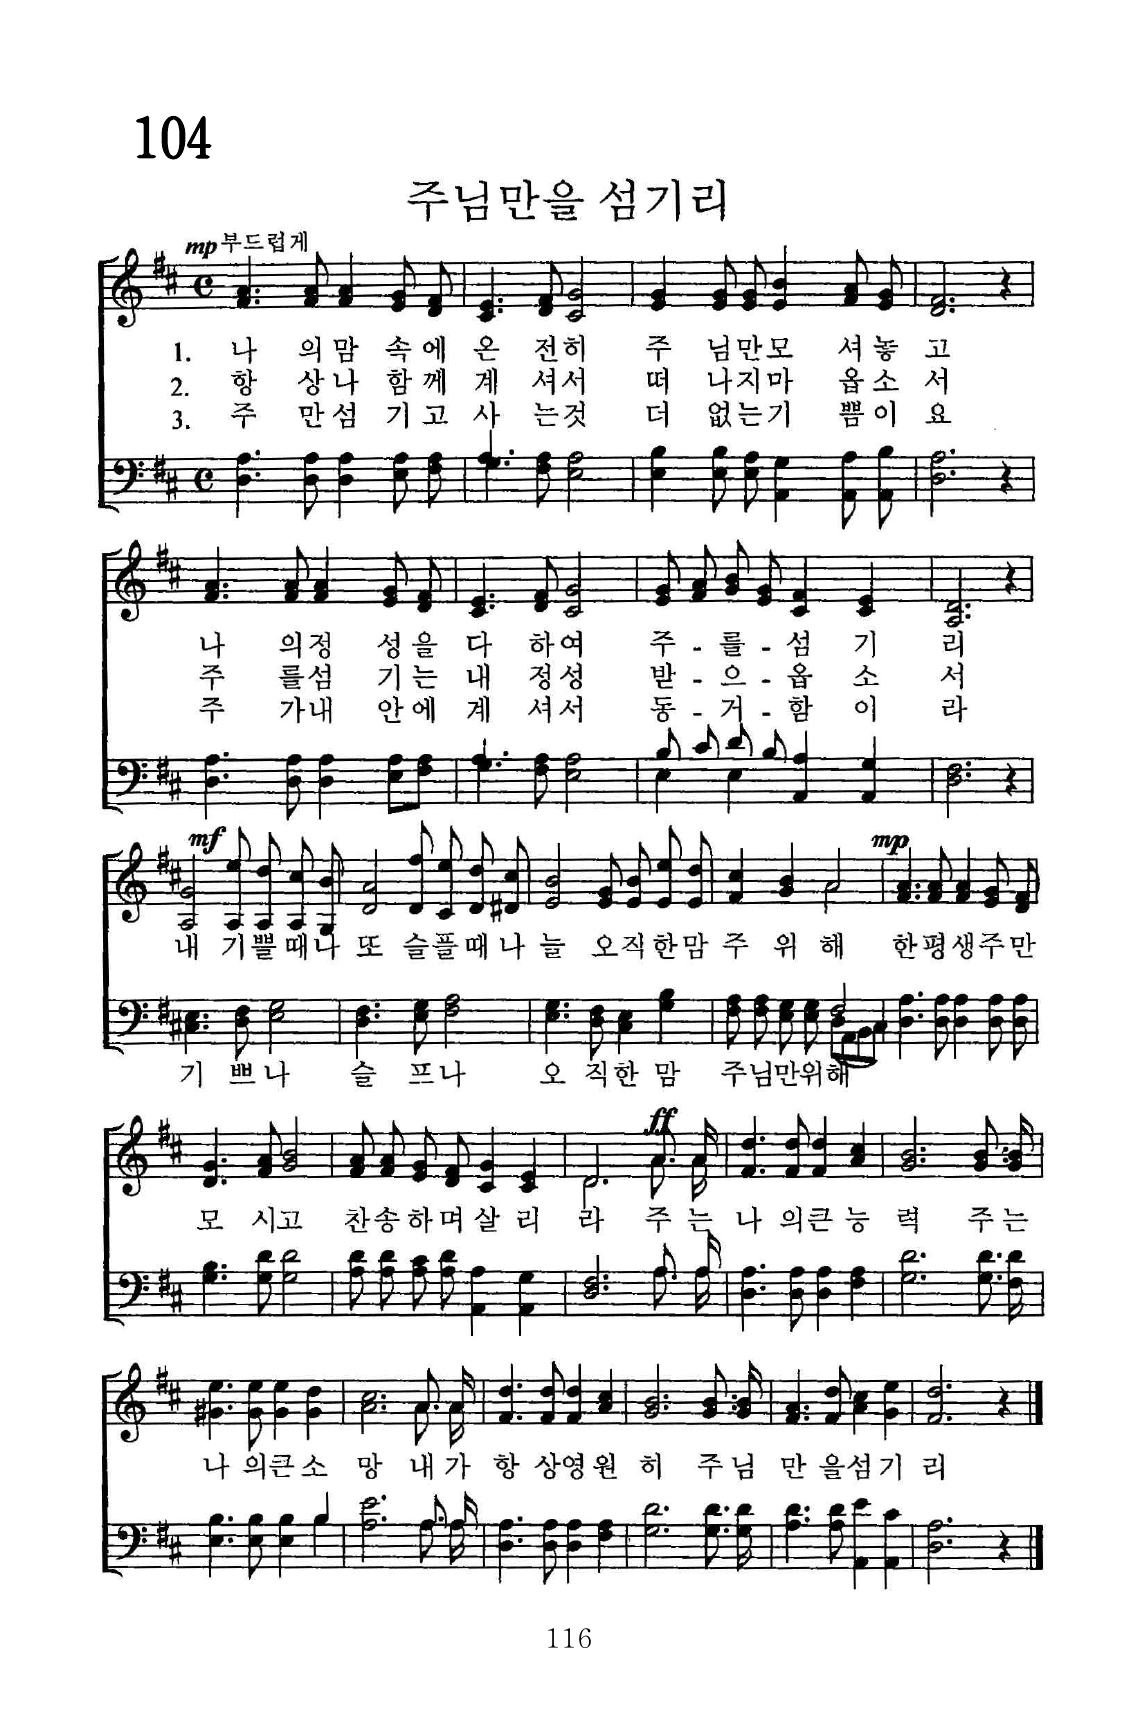 104
주님만을 섬기리
mp 부드럽게
1. 나 의맘 속에 온 전히 주 님만모 셔놓 고
2. 항 상나 함께 계 셔서 떠 나지마 옵소 서
3. 주 만섬 기고 사 는것 더 없는기 쁨이 요
나 의정 성을 다 하여 주 - 를 - 섬 기 리
주 를섬 기는 내 정성 받 - 으 - 옵 소 서
주 가내 안에 계 셔서 동 - 거 - 함 이 라
mf mp
내 기쁠때나 또 슬플때나 늘 오직한맘 주 위 해 한평생주만
기 쁘나 슬 프나 오 직한 맘 주님만위해
ff
모 시고 찬송하며살 리 라 주 는 나 의큰 능 력 주는
나 의큰 소 망 내가 항 상영 원 히 주 님 만 을섬 기 리
116